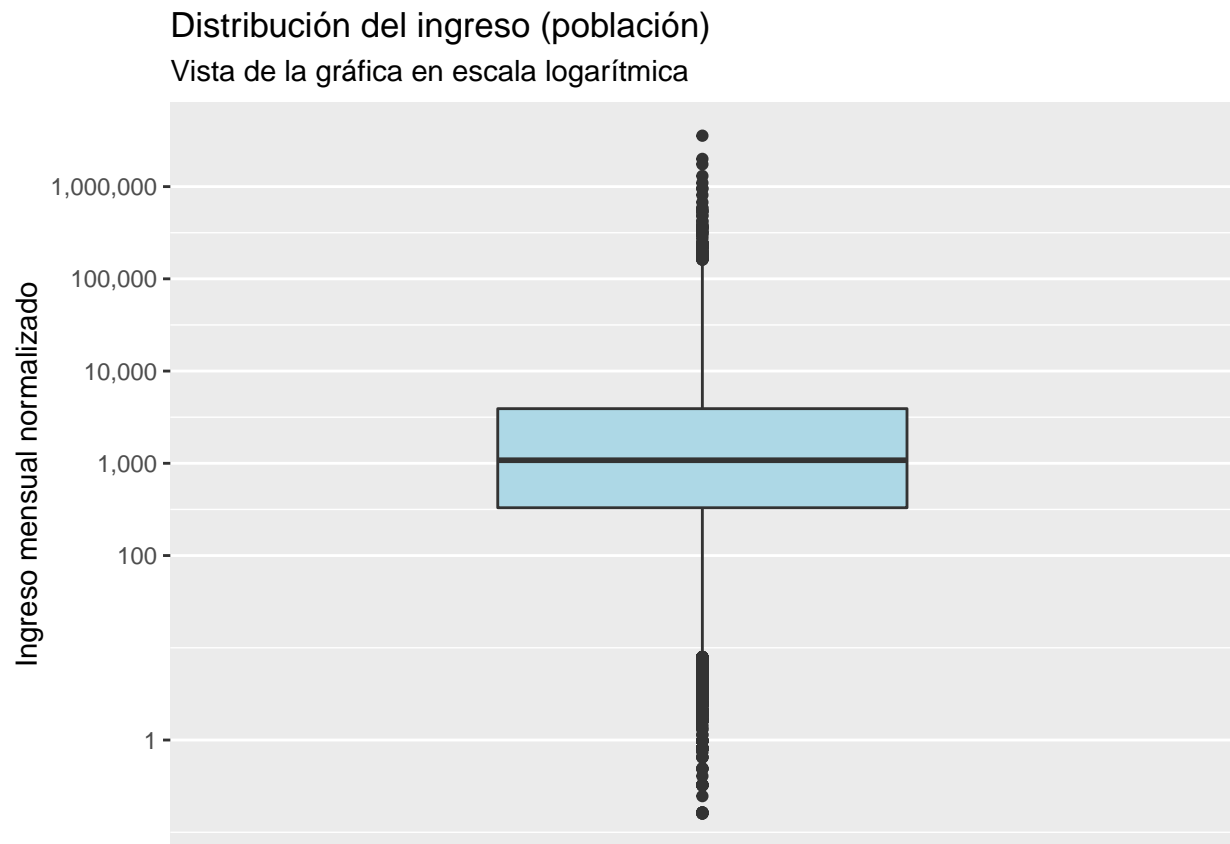 Distribución del ingreso (población)
Vista de la gráfica en escala logarítmica
Ingreso mensual normalizado
1,000,000
100,000
10,000
1,000
100
1